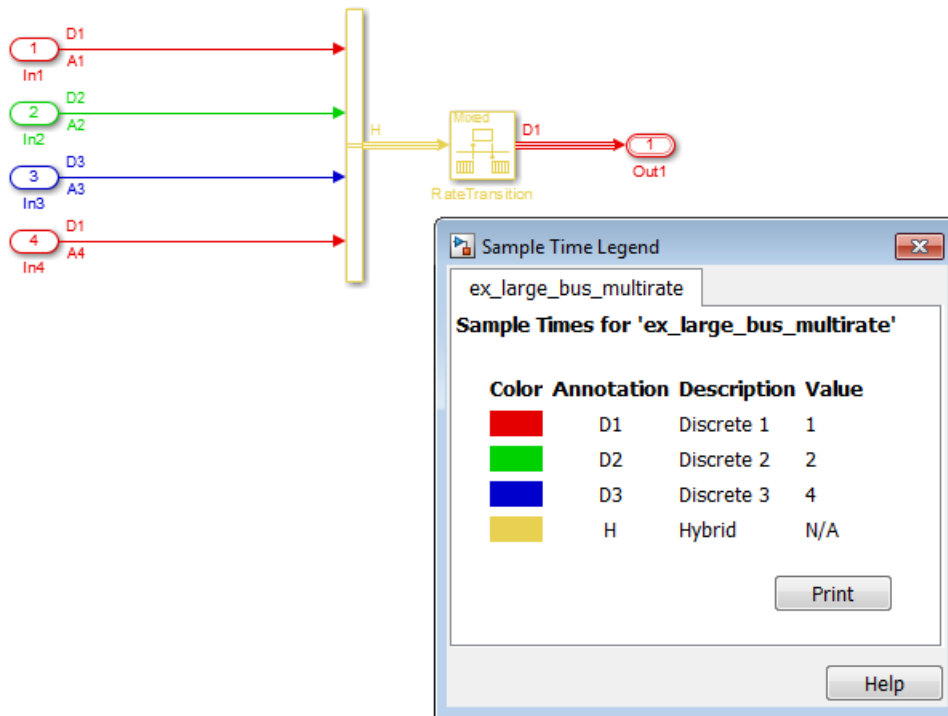 D1
1
A1
In1
D2
2
A2
In2
D3
3
A3
In3
D1
4
A4
In4
H
Mixed
RateTransition
D1
1
Out1
Sample Time Legend
ex_large_bus_multirate
Sample Times for 'ex_large_bus_multirate'
Color Annotation Description Value
D1 Discrete 1 1
D2 Discrete 2 2
D3 Discrete 3 4
H Hybrid N/A
Print
Help